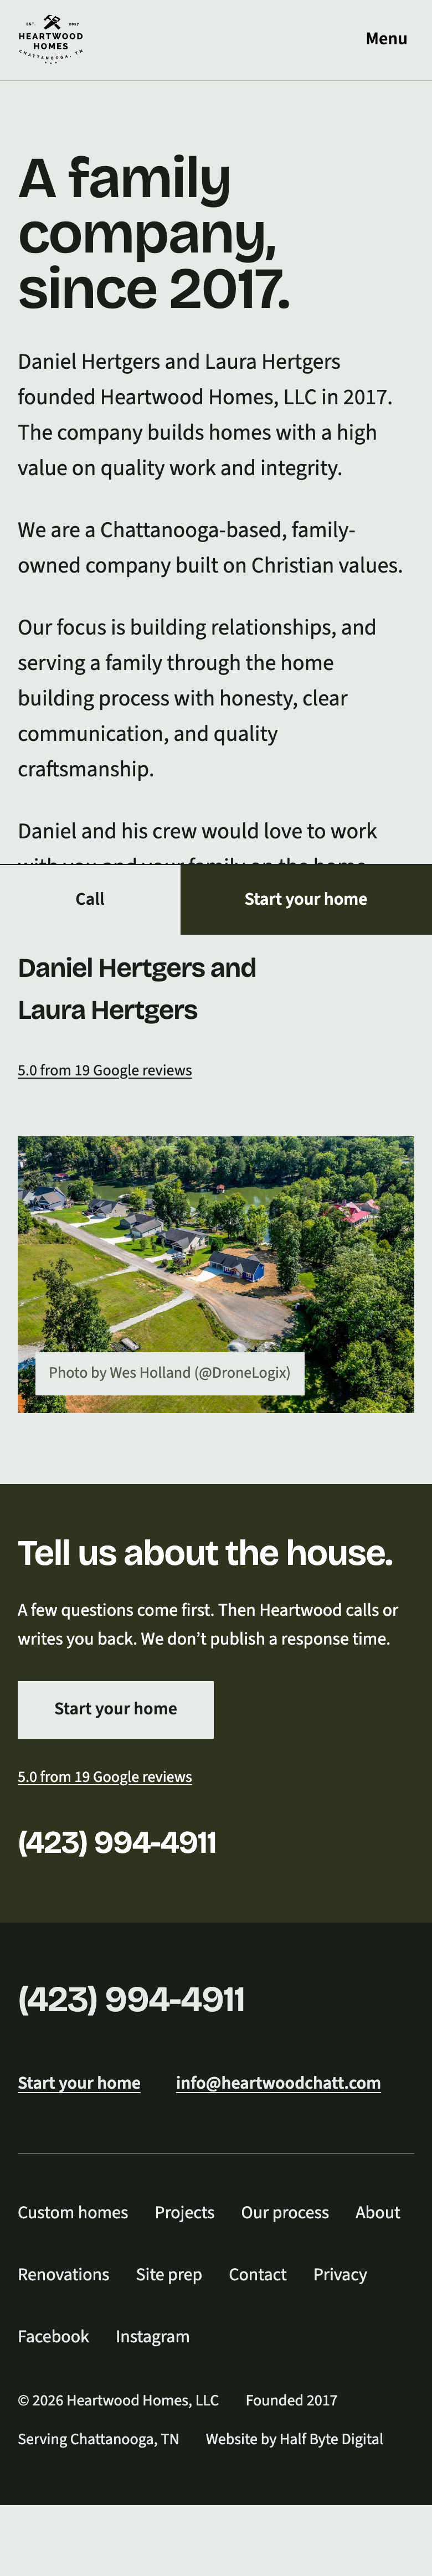 EST. 2017
HEARTWOOD
HOMES
CHATTANOOGA, TN
Menu
A family
company,
since 2017.
Daniel Hertgers and Laura Hertgers
founded Heartwood Homes, LLC in 2017.
The company builds homes with a high
value on quality work and integrity.
We are a Chattanooga-based, family-
owned company built on Christian values.
Our focus is building relationships, and
serving a family through the home
building process with honesty, clear
communication, and quality
craftsmanship.
Daniel and his crew would love to work
with you and your family on the home
Call
Start your home
Daniel Hertgers and
Laura Hertgers
5.0 from 19 Google reviews
Photo by Wes Holland (@DroneLogix)
Tell us about the house.
A few questions come first. Then Heartwood calls or
writes you back. We don’t publish a response time.
Start your home
5.0 from 19 Google reviews
(423) 994-4911
(423) 994-4911
Start your home info@heartwoodchatt.com
Custom homes Projects Our process About
Renovations Site prep Contact Privacy
Facebook Instagram
© 2026 Heartwood Homes, LLC Founded 2017
Serving Chattanooga, TN Website by Half Byte Digital